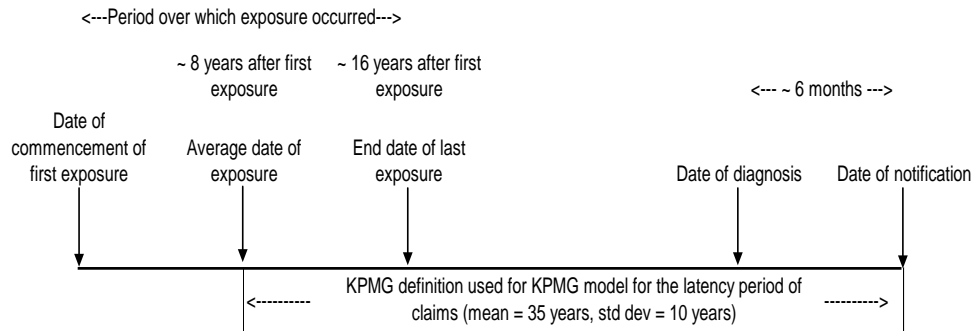 <---Period over which exposure occurred--->
~ 8 years after first
exposure
~ 16 years after first
exposure
<--- ~ 6 months --->
Date of
commencement of
first exposure
Average date of
exposure
End date of last
exposure
Date of diagnosis
Date of notification
KPMG definition used for KPMG model for the latency period of
claims (mean = 35 years, std dev = 10 years)
<----------
---------->